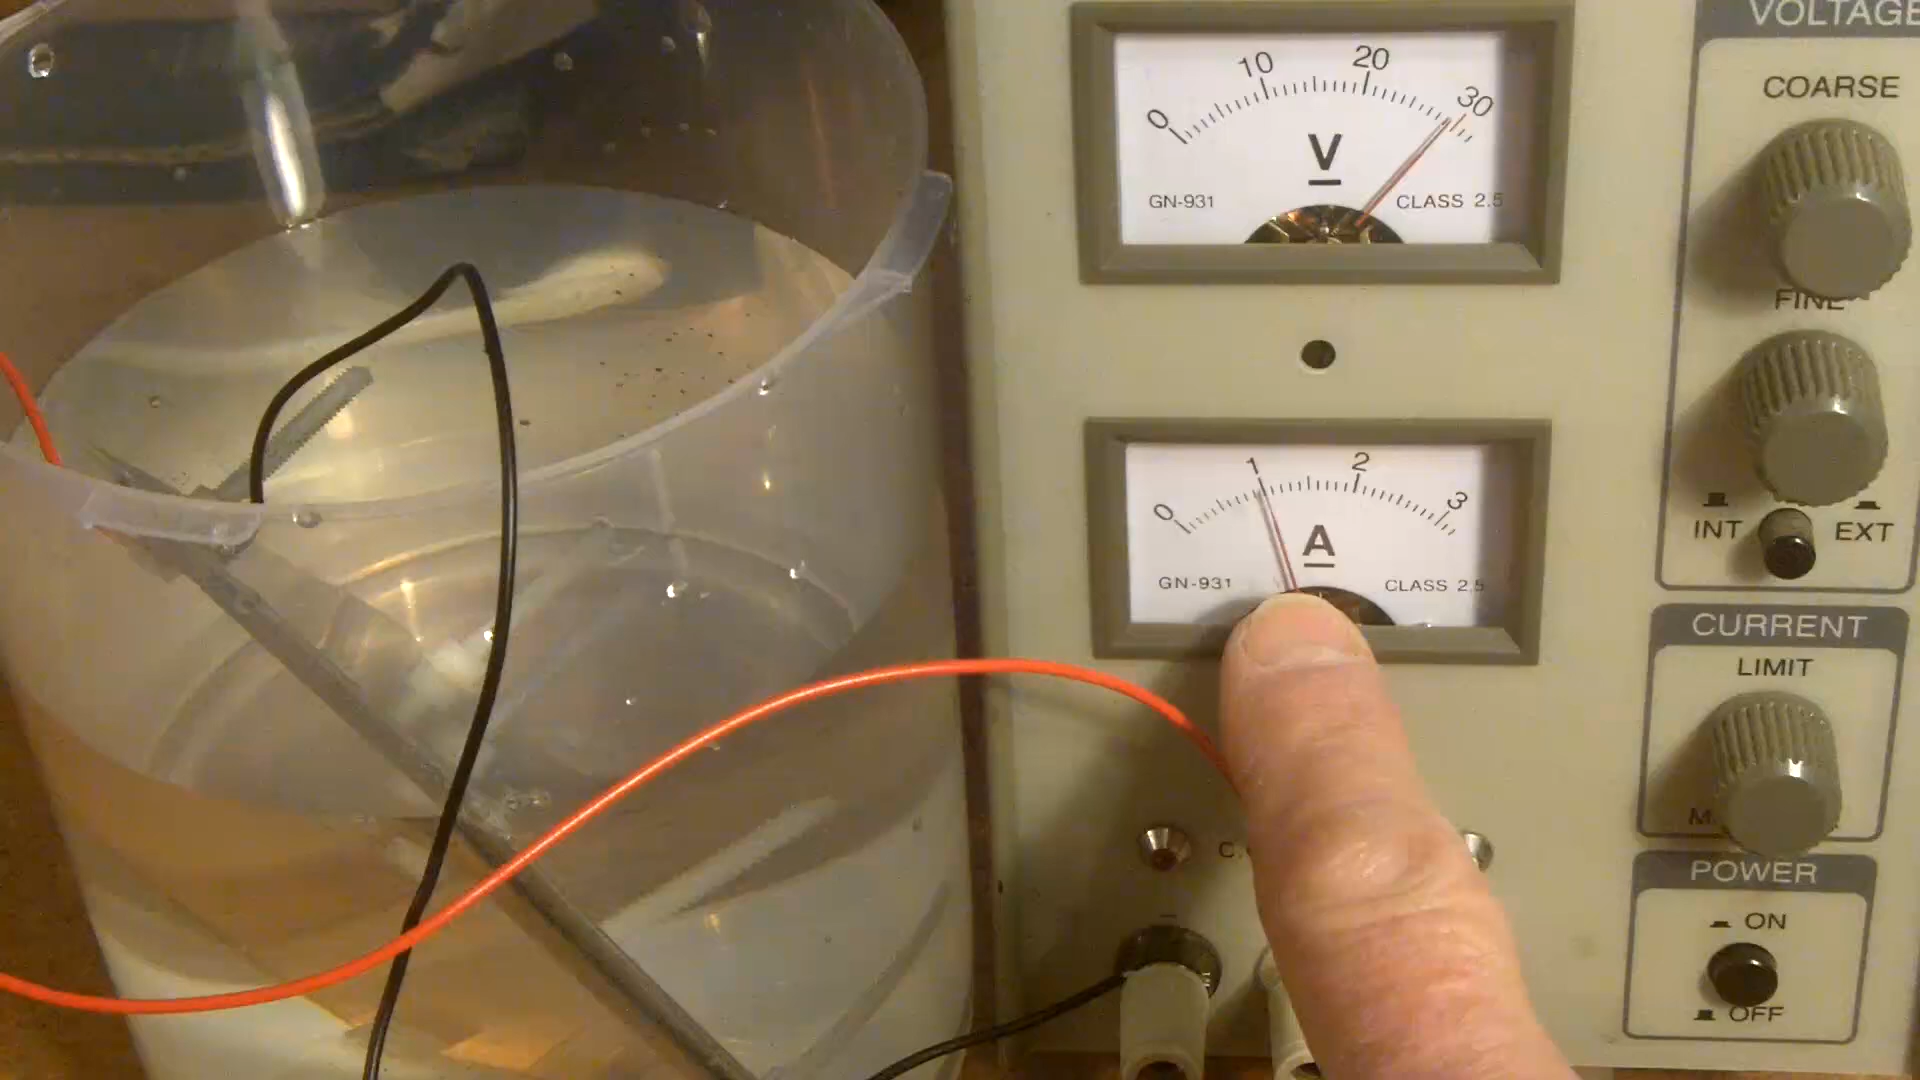 VOLTAGE
0 10 20 30
V
GN-931 CLASS 2.5
COARSE
FINE
INT EXT
0 1 2 3
A
GN-931 CLASS 2,5
CURRENT
LIMIT
POWER
ON
OFF